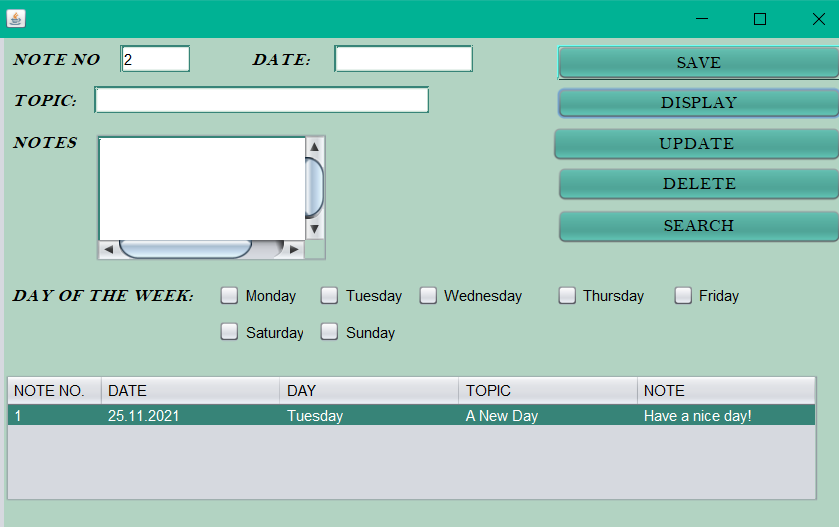 NOTE NO 2 DATE: SAVE
TOPIC: DISPLAY
NOTES UPDATE
DELETE
SEARCH
DAY OF THE WEEK: Monday Tuesday Wednesday Thursday Friday
Saturday Sunday
NOTE NO. DATE DAY TOPIC NOTE
1 25.11.2021 Tuesday A New Day Have a nice day!